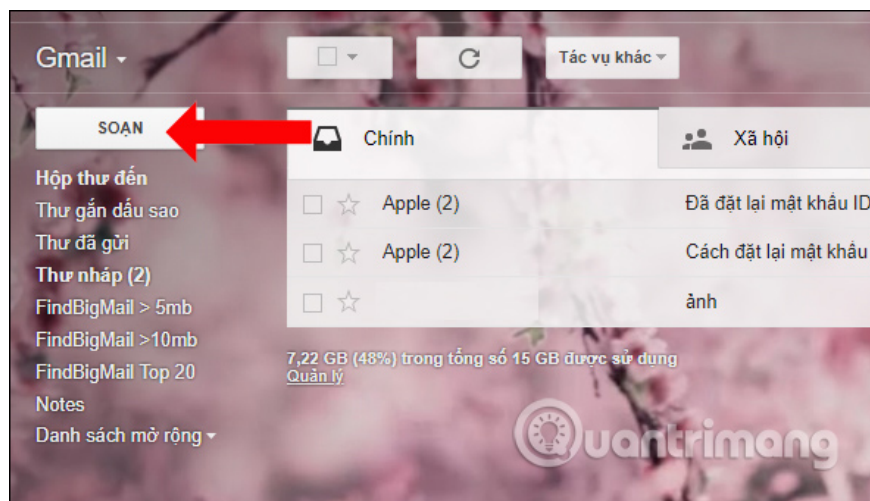 Gmail
Tác vụ khác
SOẠN
Chính
Xã hội
Hộp thư đến
Thư gắn dấu sao
Thư đã gửi
Thư nháp (2)
FindBigMail > 5mb
FindBigMail >10mb
FindBigMail Top 20
Notes
Danh sách mở rộng
Apple (2)
Đã đặt lại mật khẩu ID
Apple (2)
Cách đặt lại mật khẩu
ảnh
7,22 GB (48%) trong tổng số 15 GB được sử dụng
Quản lý
Quantrimang